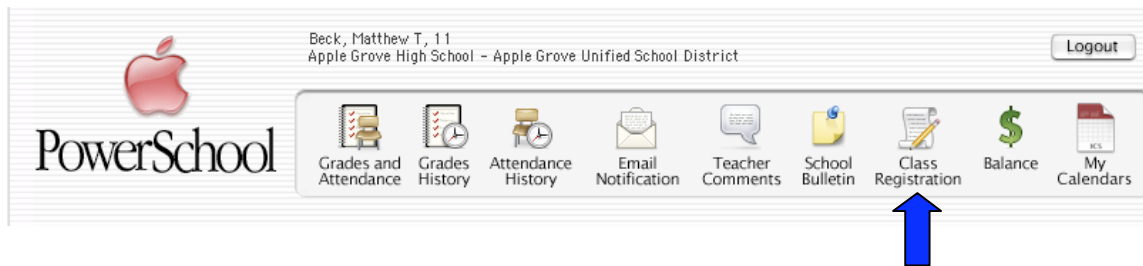 Beck, Matthew T, 11
Apple Grove High School - Apple Grove Unified School District
Logout
PowerSchool
Grades and Attendance
Grades History
Attendance History
Email Notification
Teacher Comments
School Bulletin
Class Registration
Balance
ICS
My Calendars